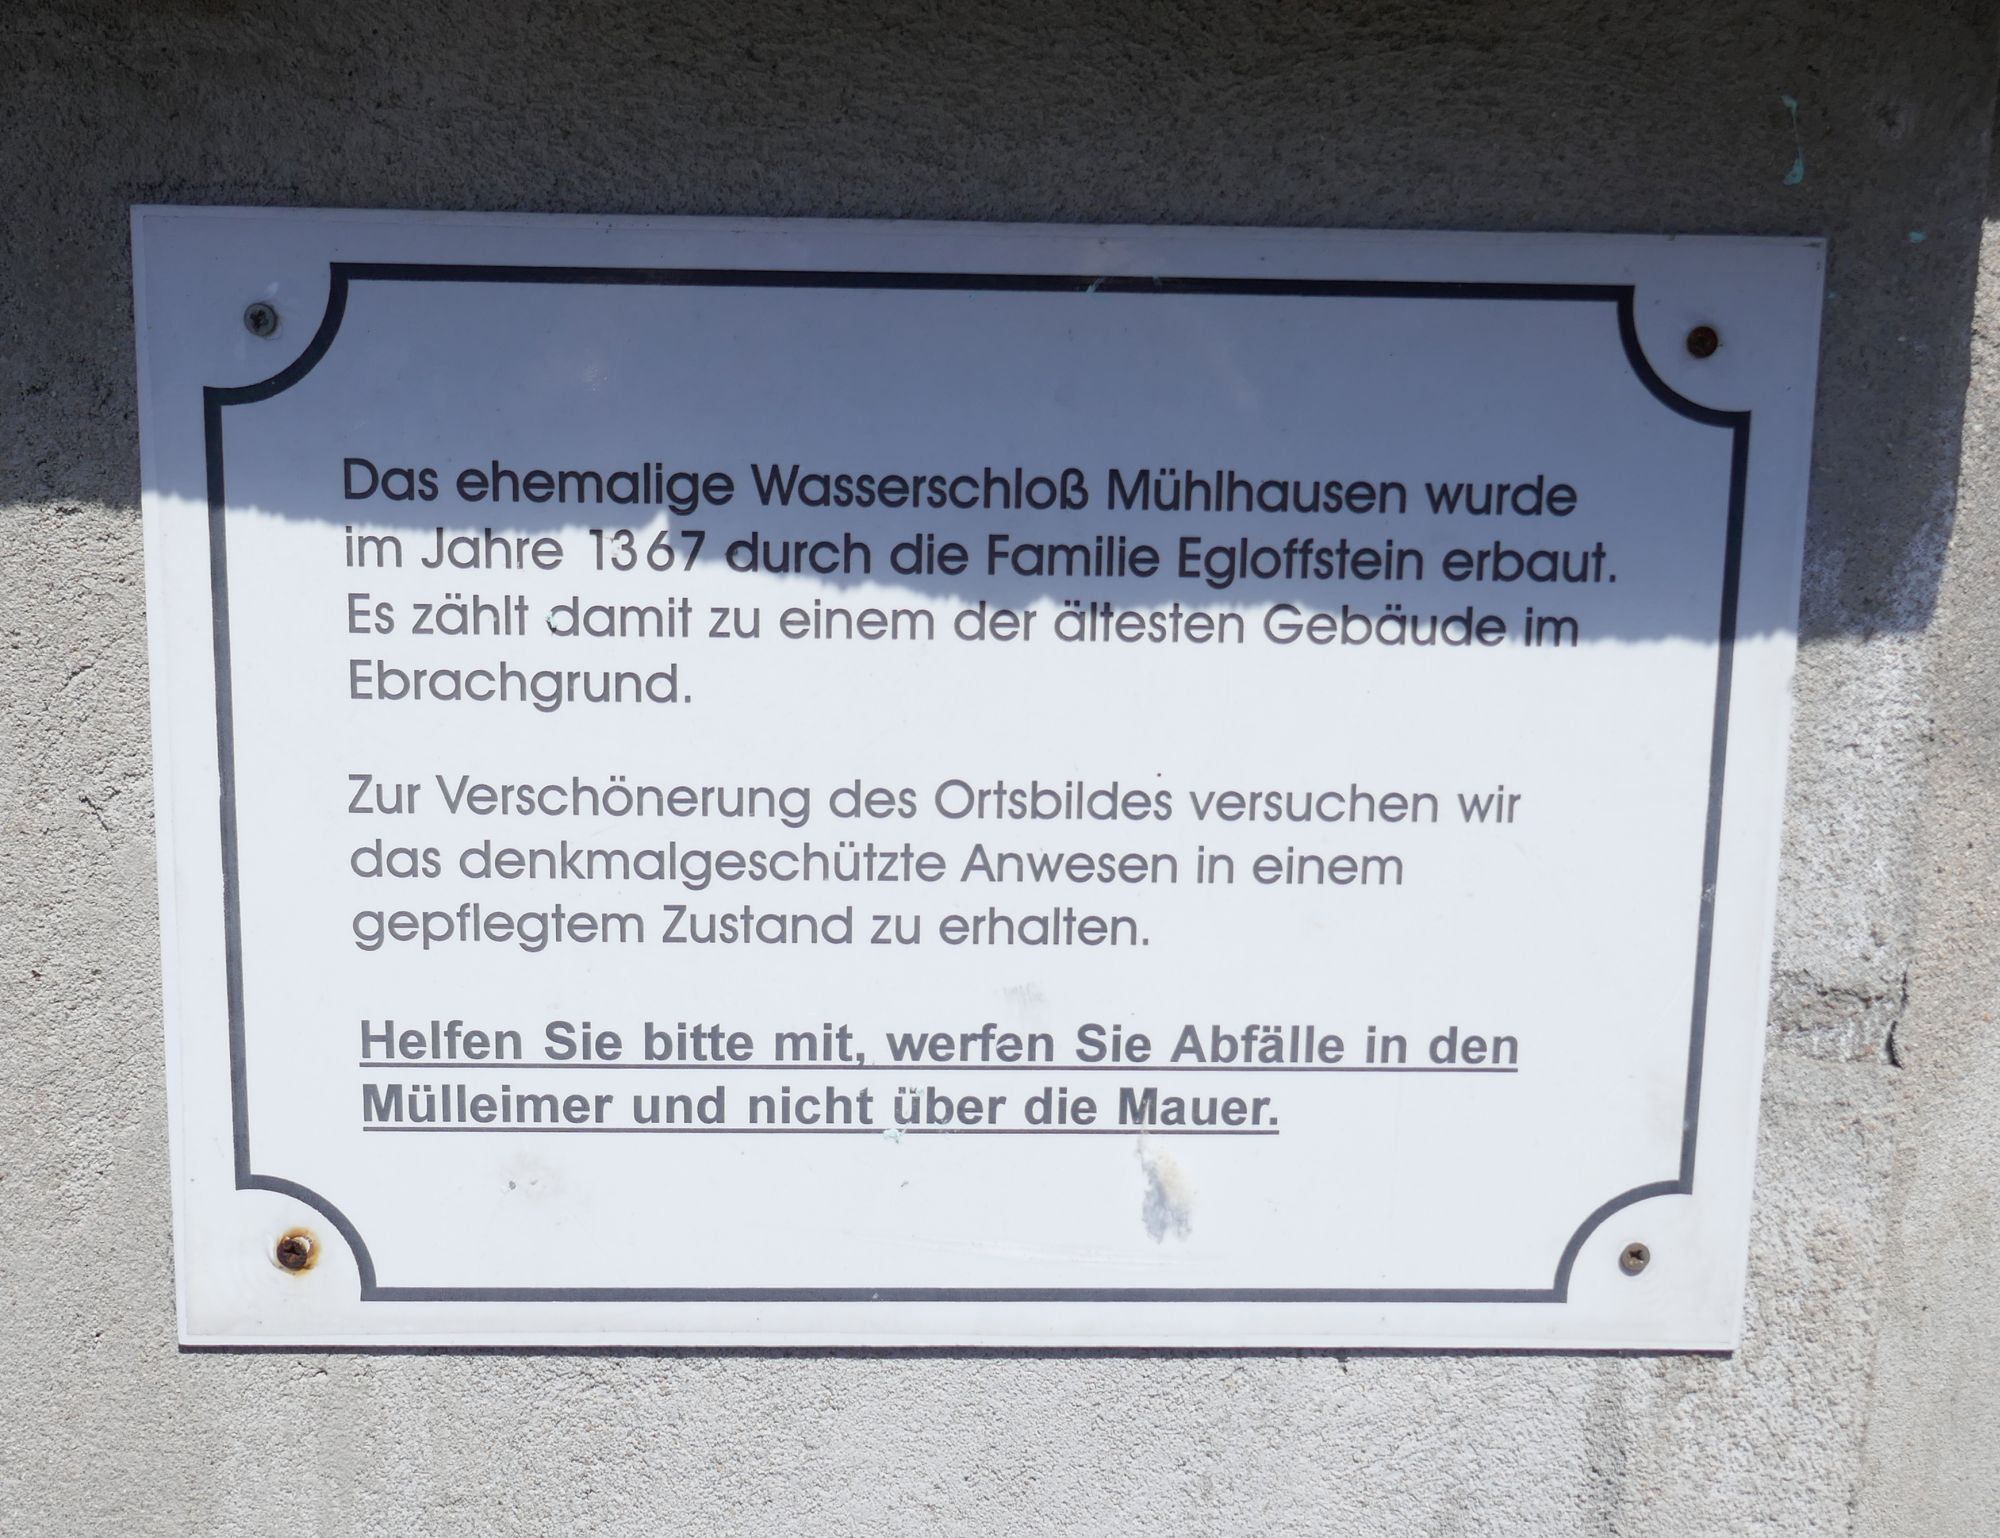 Das ehemalige Wasserschloß Mühlhausen wurde
im Jahre 1367 durch die Familie Egloffstein erbaut.
Es zählt damit zu einem der ältesten Gebäude im
Ebrachgrund.
Zur Verschönerung des Ortsbildes versuchen wir
das denkmalgeschützte Anwesen in einem
gepflegtem Zustand zu erhalten.
Helfen Sie bitte mit, werfen Sie Abfälle in den
Mülleimer und nicht über die Mauer.